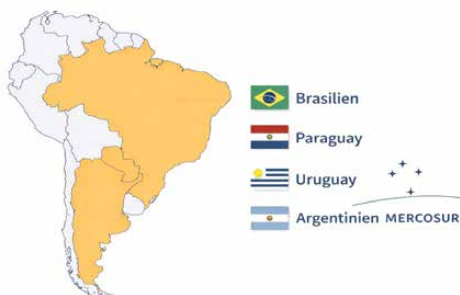 Brasilien
Paraguay
Uruguay
Argentinien
MERCOSUR